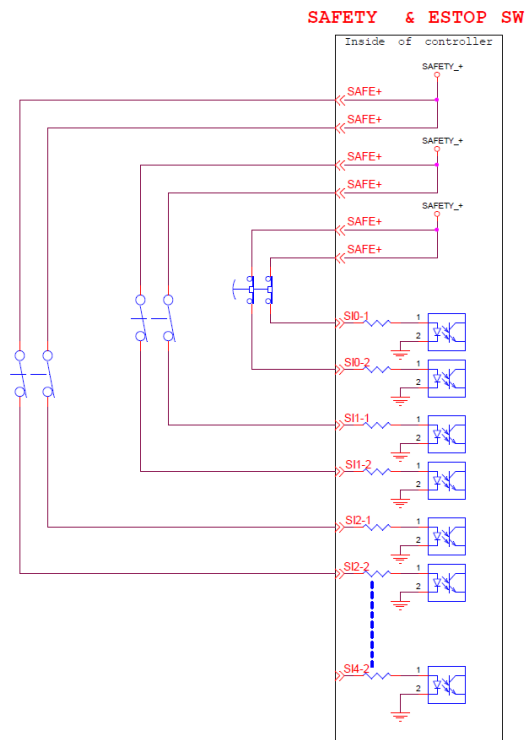 SAFETY & ESTOP SW
Inside of controller
SAFETY_+
SAFE+
SAFE+
SAFETY_+
SAFE+
SAFE+
SAFETY_+
SAFE+
SAFE+
SI0-1
1
2
SI0-2
1
2
SI1-1
1
2
SI1-2
1
2
SI2-1
1
2
SI2-2
1
2
SI4-2
1
2